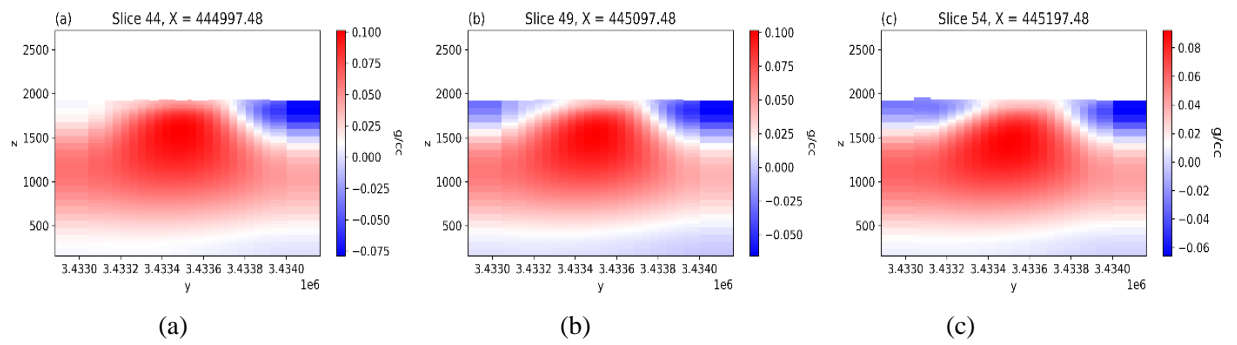 (a) Slice 44, X = 444997.48
2500
2000
1500
1000
500
z
3.4330 3.4332 3.4334 3.4336 3.4338 3.4340
y
1e6
0.100
0.075
0.050
0.025
0.000
−0.025
−0.050
−0.075
g/cc
(a)
(b) Slice 49, X = 445097.48
2500
2000
1500
1000
500
z
3.4330 3.4332 3.4334 3.4336 3.4338 3.4340
y
1e6
0.100
0.075
0.050
0.025
0.000
−0.025
−0.050
g/cc
(b)
(c) Slice 54, X = 445197.48
2500
2000
1500
1000
500
z
3.4330 3.4332 3.4334 3.4336 3.4338 3.4340
y
1e6
0.08
0.06
0.04
0.02
0.00
−0.02
−0.04
−0.06
g/cc
(c)